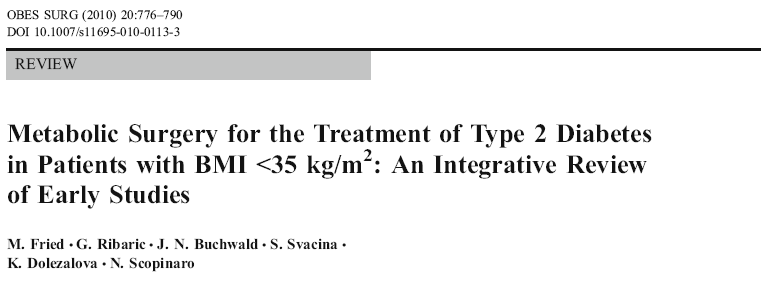 OBES SURG (2010) 20:776–790
DOI 10.1007/s11695-010-0113-3
REVIEW
Metabolic Surgery for the Treatment of Type 2 Diabetes
in Patients with BMI <35 kg/m²: An Integrative Review
of Early Studies
M. Fried · G. Ribaric · J. N. Buchwald · S. Svacina ·
K. Dolezalova · N. Scopinaro